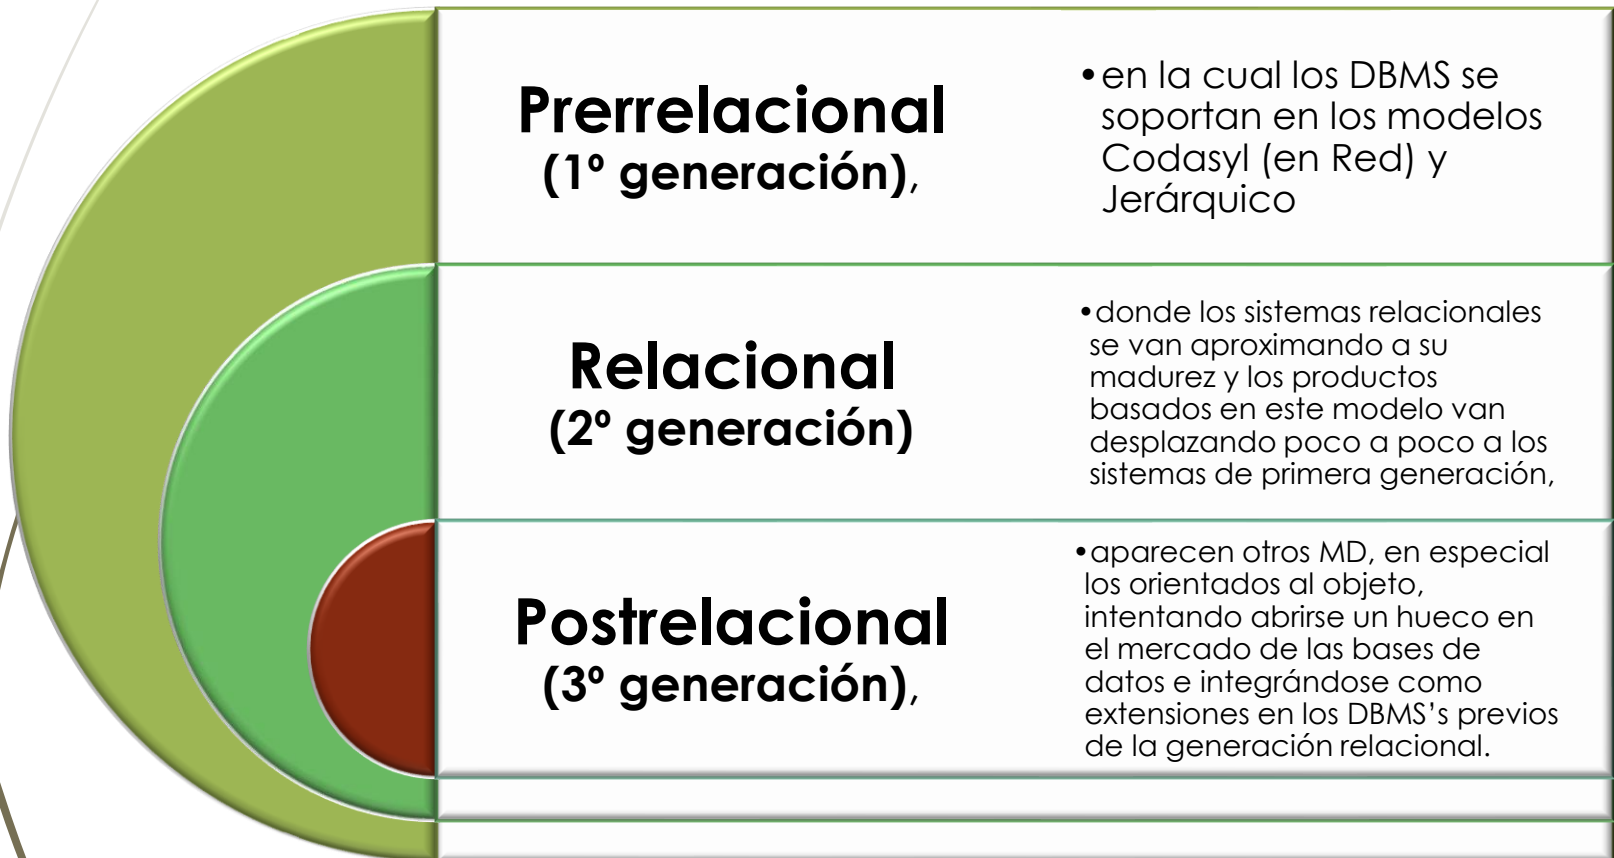 Prerrelacional
(1º generación),
•en la cual los DBMS se
soportan en los modelos
Codasyl (en Red) y
Jerárquico
Relacional
(2º generación)
•donde los sistemas relacionales
se van aproximando a su
madurez y los productos
basados en este modelo van
desplazando poco a poco a los
sistemas de primera generación,
Postrelacional
(3º generación),
•aparecen otros MD, en especial
los orientados al objeto,
intentando abrirse un hueco en
el mercado de las bases de
datos e integrándose como
extensiones en los DBMS’s previos
de la generación relacional.